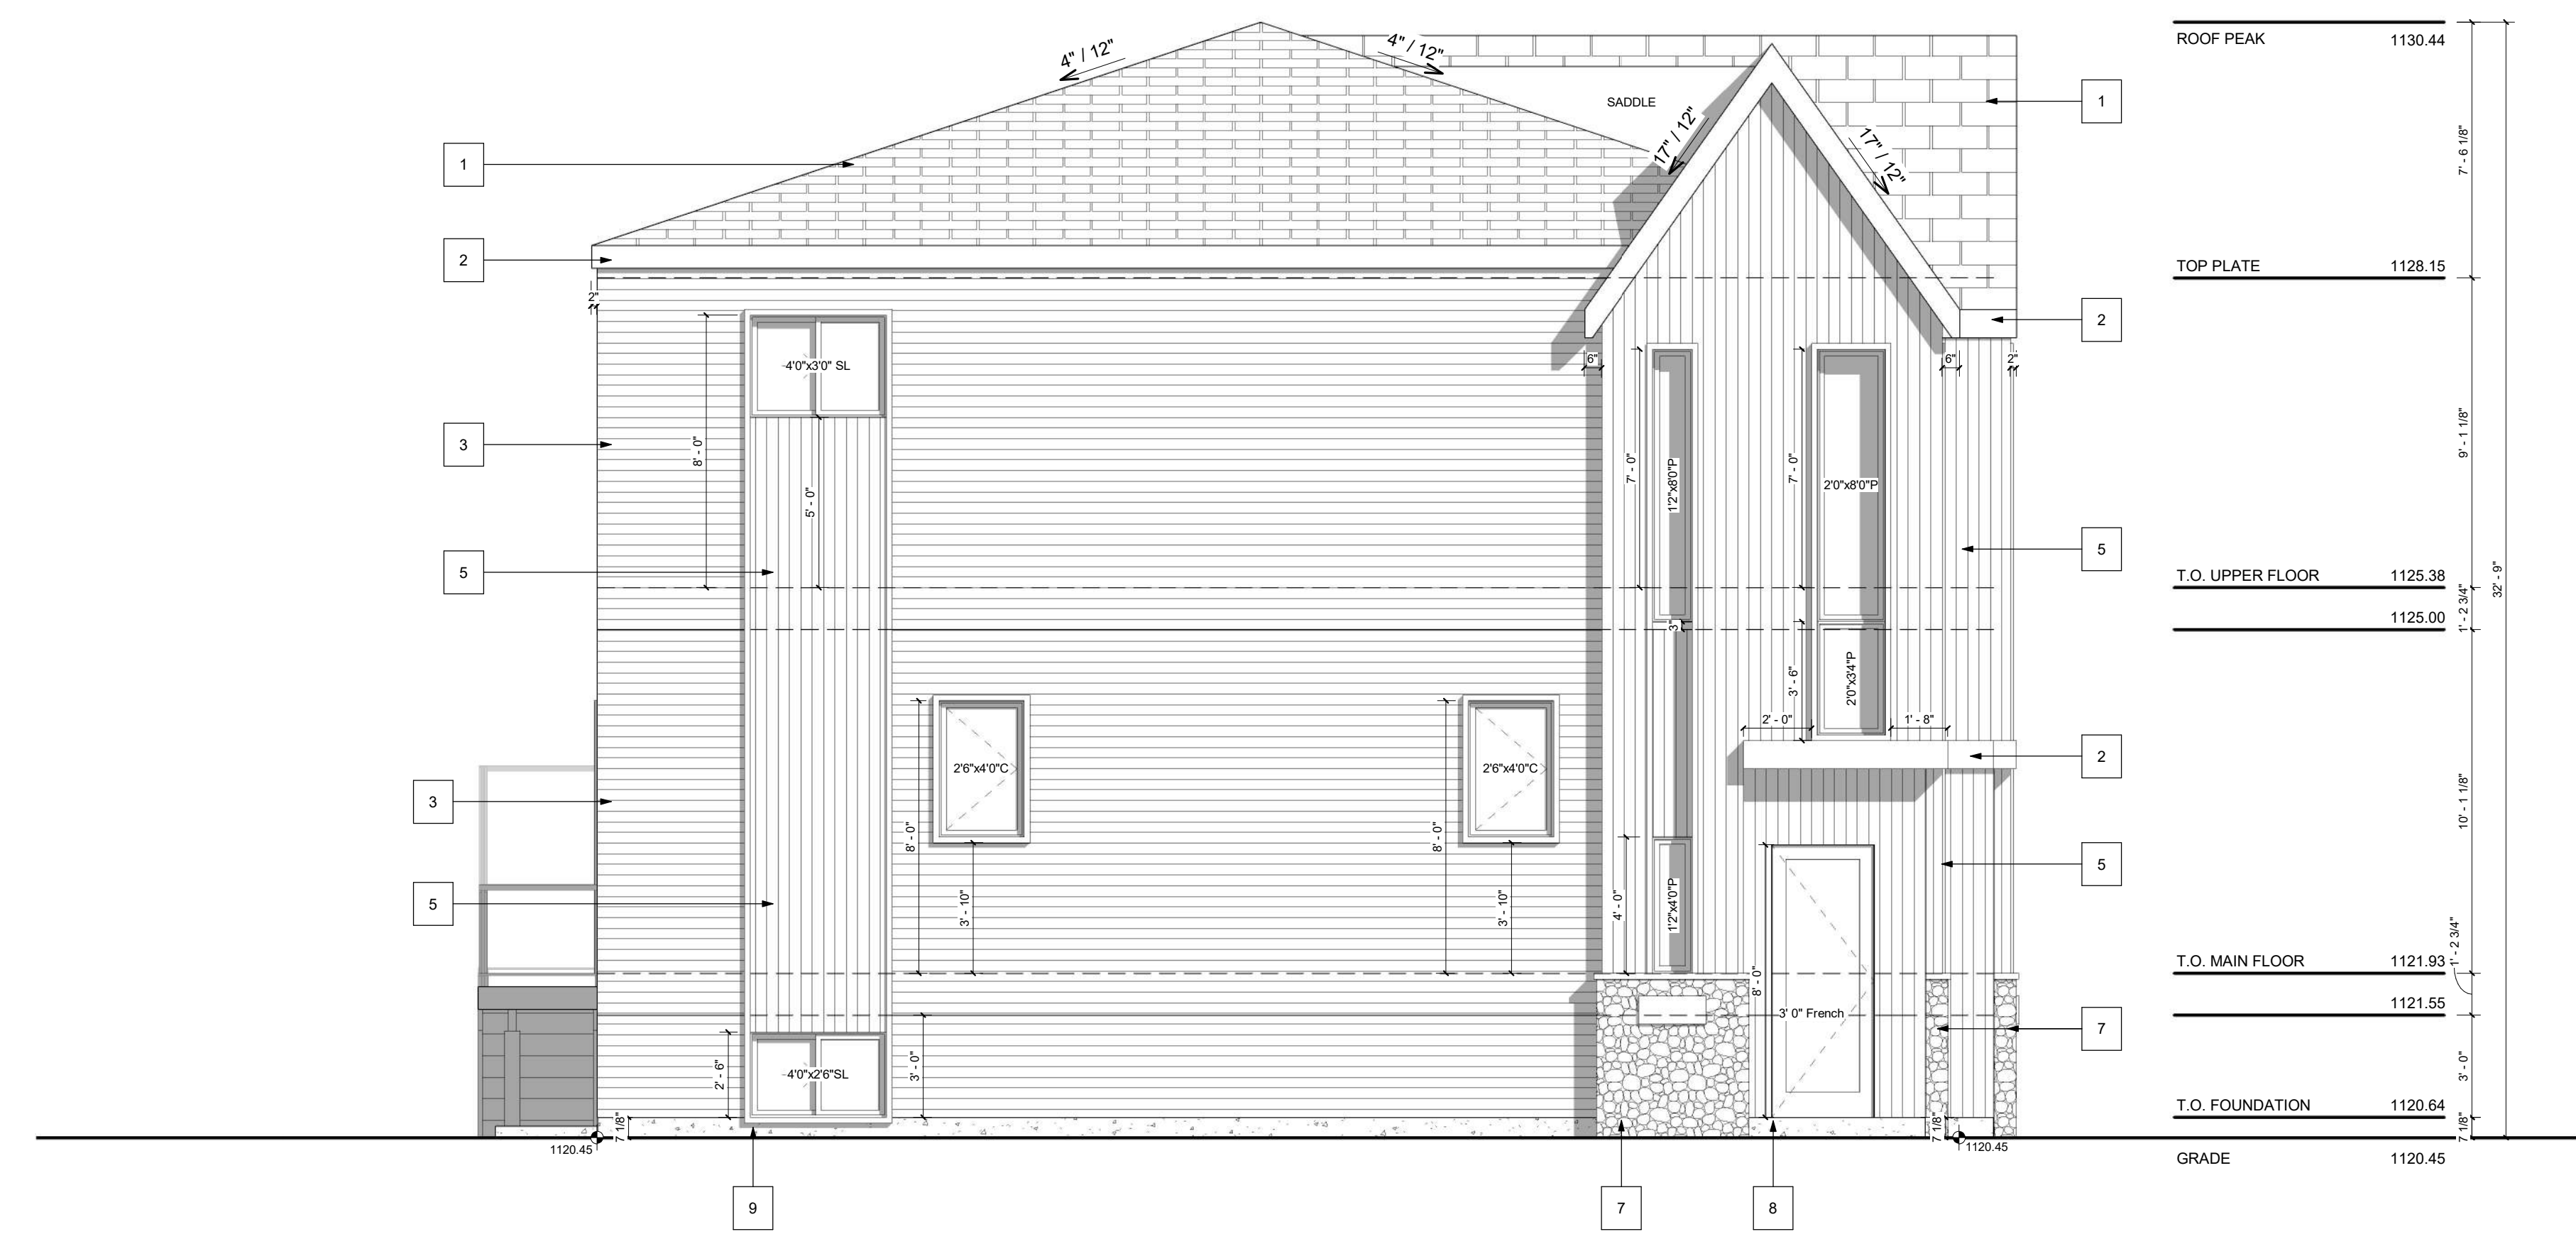 4" / 12"
4" / 12"
ROOF PEAK 1130.44
SADDLE
1
1
17" / 12"
17" / 12"
7' - 6 1/8"
2
TOP PLATE 1128.15
2"
2
4'0"x3'0" SL
6"
6"
2"
3
8' - 0"
5' - 0"
7' - 0"
1'2"x8'0"P
7' - 0"
2'0"x8'0"P
9' - 1 1/8"
5
5
T.O. UPPER FLOOR 1125.38
32' - 9"
1' - 2 3/4"
1125.00
3"
3' - 6"
2'0"x3'4"P
2' - 0"
1' - 8"
2
2'6"x4'0"C
2'6"x4'0"C
3
8' - 0"
8' - 0"
10' - 1 1/8"
5
5
3' - 10"
3' - 10"
4' - 0"
1'2"x4'0"P
8' - 0"
1' - 2 3/4"
T.O. MAIN FLOOR 1121.93
1121.55
3' 0" French
7
2' - 6"
4'0"x2'6"SL
3' - 0"
3' - 0"
T.O. FOUNDATION 1120.64
7 1/8"
7 1/8"
7 1/8"
1120.45
1120.45
GRADE 1120.45
9
7
8